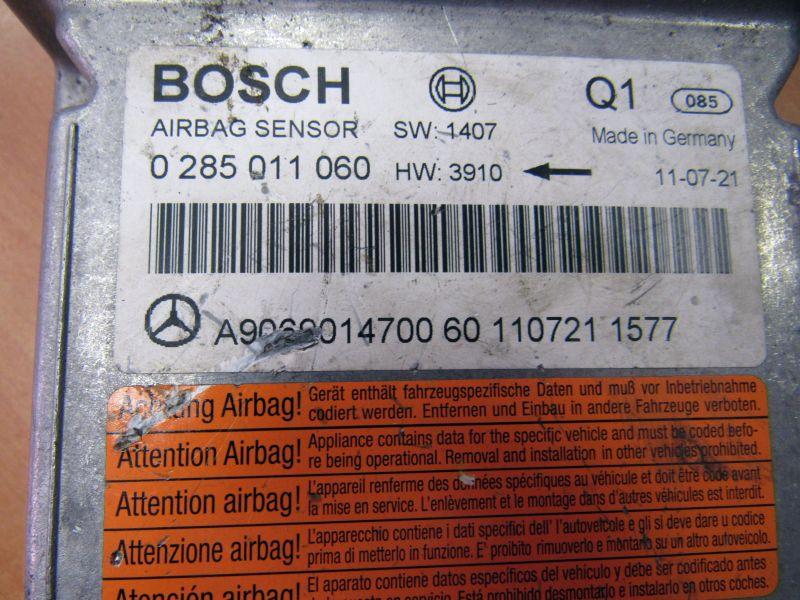 BOSCH Q1 085
AIRBAG SENSOR SW: 1407 Made in Germany
0 285 011 060 HW: 3910 11-07-21
A9069014700 60 110721 1577
Achtung Airbag! Gerät enthält fahrzeugspezifische Daten und muß vor Inbetriebnahme
codiert werden. Entfernen und Einbau in andere Fahrzeuge verboten.
Attention Airbag! Appliance contains data for the specific vehicle and must be coded befo-
re being operational. Removal and installation in other vehicles prohibited.
Attention airbag! L'appareil renferme des données spécifiques au véhicule et doit être codé avant
la mise en service. L'enlèvement et le montage dans d'autres véhicules est interdit.
Attenzione airbag! L'apparecchio contiene i dati specifici dell' l'autoveicolo e gli si deve dare u codice
prima di metterlo in funzione. E' proibito rimuoverlo e montarlo su un altro autoveicolo.
Atención airbag! El aparato contiene datos específicos del vehículo y debe ser codificado antes
servicio. Está prohibido desmontarlo e instalarlo en otros coches.